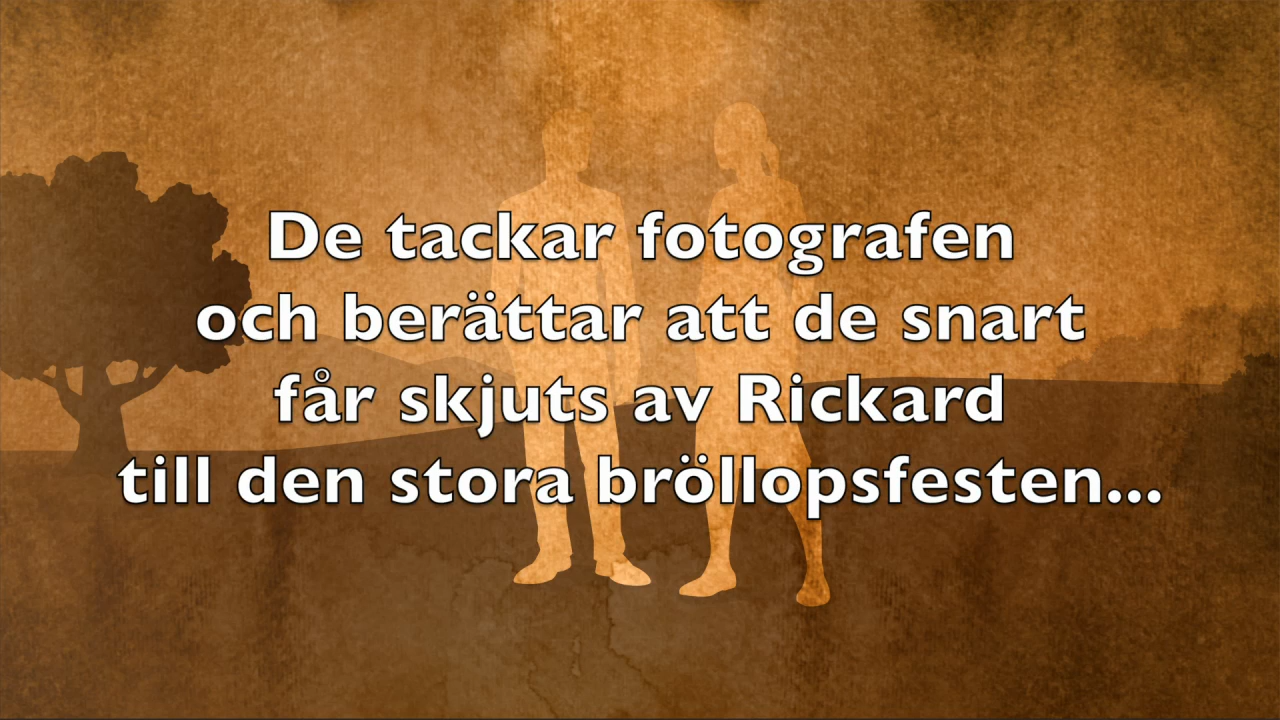 De tackar fotografen
och berättar att de snart
får skjuts av Rickard
till den stora bröllopsfesten...